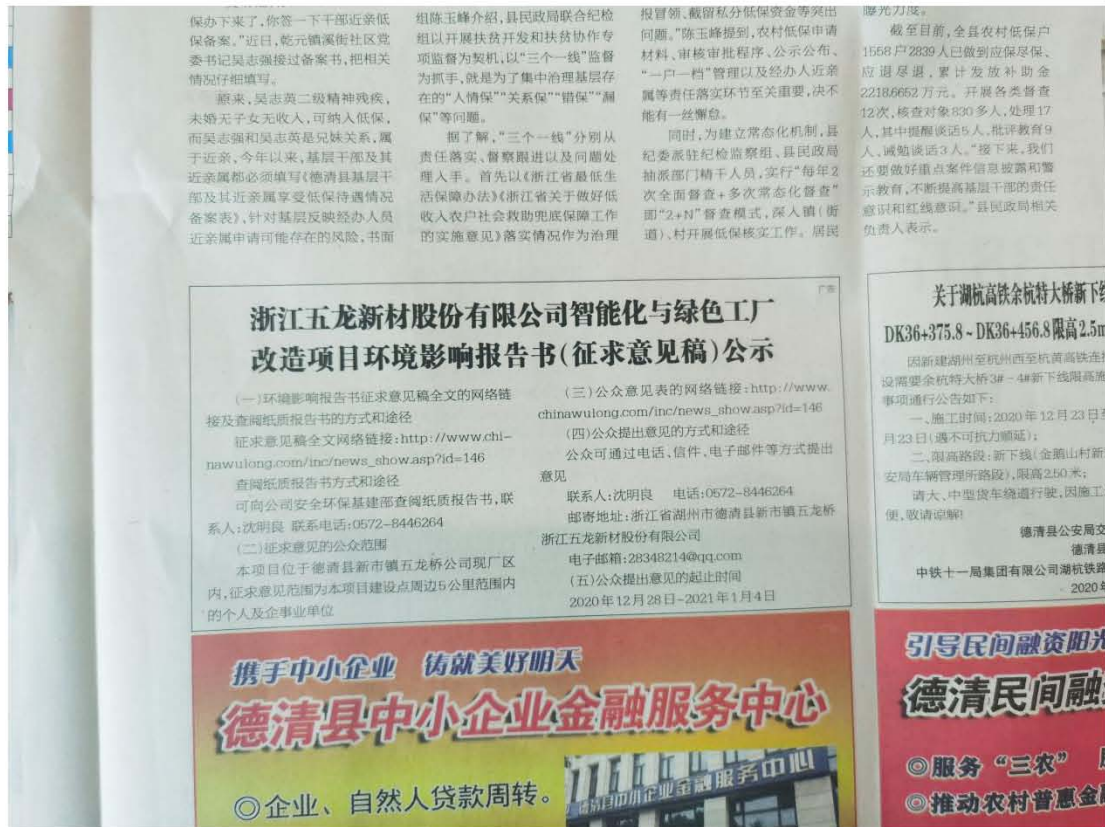 保办下来了，你答一下干部近亲低
保备案。”近日，乾元镇溪街社区党
委书记吴志强接过备案书，把相关
情况仔细填写。
原来，吴志英二级精神残疾，
未婚无子女无收入，可纳入低保，
而吴志强和吴志英是兄妹关系，属
于近亲，今年以来，基层干部及其
近亲属都必须填写《德清县基层干
部及其近亲属享受低保待遇情况
备案表》，针对基层反映经办人员
近亲属申请可能存在的风险，书面
组陈玉峰介绍，县民政局联合纪检
组以开展扶贫开发和扶贫协作专
项监督为契机，以“三个一线”监督
为抓手，就是为了集中治理基层存
在的“人情保”“关系保”“错保”“漏
保”等问题。
据了解，“三个一线”分别从
责任落实、督察跟进以及问题处
理入手。首先以《浙江省最低生
活保障办法》《浙江省关于做好低
收入农户社会救助兜底保障工作
的实施意见》落实情况作为治理
报冒领、截留私分低保资金等突出
问题。”陈玉峰提到，农村低保申请
材料、审核审批程序、公示公布、
“一户一档”管理以及经办人近亲
属等责任落实环节至关重要，决不
能有一丝懈怠。
同时，为建立常态化机制，县
纪委派驻纪检监察组、县民政局
抽派部门精干人员，实行“每年2
次全面督查+多次常态化督查”
即“2+N”督查模式，深入镇（街
道）、村开展低保核实工作。居民
曝光力度。
截至目前，全县农村低保户
1558户2839人已做到应保尽保、
应退尽退，累计发放补助金
2218.6652万元。开展各类督查
12次，核查对象830多人，处理17
人，其中提醒谈话5人、批评教育9
人、诫勉谈话3人。“接下来，我们
还要做好重点案件信息披露和警
示教育，不断提高基层干部的责任
意识和红线意识。”县民政局相关
负责人表示。
广告
浙江五龙新材股份有限公司智能化与绿色工厂
改造项目环境影响报告书（征求意见稿）公示
（一）环境影响报告书征求意见稿全文的网络链
接及查阅纸质报告书的方式和途径
征求意见稿全文网络链接：http://www.chi-
nawulong.com/inc/news_show.asp?id=146
查阅纸质报告书方式和途径
可向公司安全环保基建部查阅纸质报告书，联
系人：沈明良 联系电话：0572-8446264
（二）征求意见的公众范围
本项目位于德清县新市镇五龙桥公司现厂区
内，征求意见范围为本项目建设点周边5公里范围内
的个人及企事业单位
（三）公众意见表的网络链接：http://www.
chinawulong.com/inc/news_show.asp?id=146
（四）公众提出意见的方式和途径
公众可通过电话、信件、电子邮件等方式提出
意见
联系人：沈明良 电话：0572-8446264
邮寄地址：浙江省湖州市德清县新市镇五龙桥
浙江五龙新材股份有限公司
电子邮箱：28348214@qq.com
（五）公众提出意见的起止时间
2020年12月28日-2021年1月4日
关于湖杭高铁余杭特大桥新下线
DK36+375.8～DK36+456.8限高2.5m
因新建湖州至杭州西至杭黄高铁连接
设需要余杭特大桥3#-4#新下线限高施
事项通行公告如下：
一、施工时间：2020年12月23日至
月23日（遇不可抗力顺延）；
二、限高路段：新下线（金鹅山村新
安局车辆管理所路段），限高2.50米；
请大、中型货车绕道行驶，因施工
便，敬请谅解！
德清县公安局交
德清县
中铁十一局集团有限公司湖杭铁路
2020年
携手中小企业 铸就美好明天
德清县中小企业金融服务中心
◎企业、自然人贷款周转。
德清县中小企业金融服务中心
引导民间融资阳光
德清民间融
◎服务“三农”
◎推动农村普惠金融